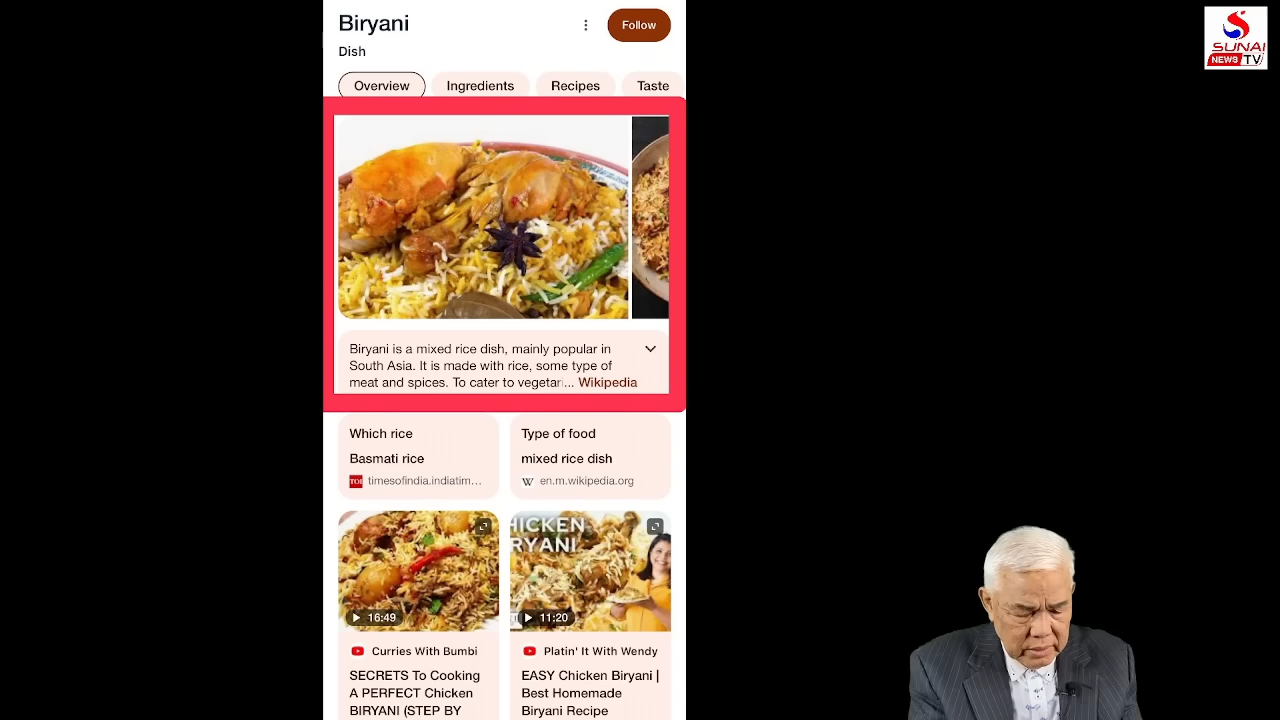 Biryani
Follow
Dish
Overview
Ingredients
Recipes
Taste
Biryani is a mixed rice dish, mainly popular in
South Asia. It is made with rice, some type of
meat and spices. To cater to vegetar... Wikipedia
Which rice
Basmati rice
TOI timesofindia.indiatim...
Type of food
mixed rice dish
W en.m.wikipedia.org
16:49
Curries With Bumbi
SECRETS To Cooking
A PERFECT Chicken
BIRYANI (STEP BY
HICKEN
RYANI
11:20
Platin' It With Wendy
EASY Chicken Biryani |
Best Homemade
Biryani Recipe
SUNAI
NEWS TV